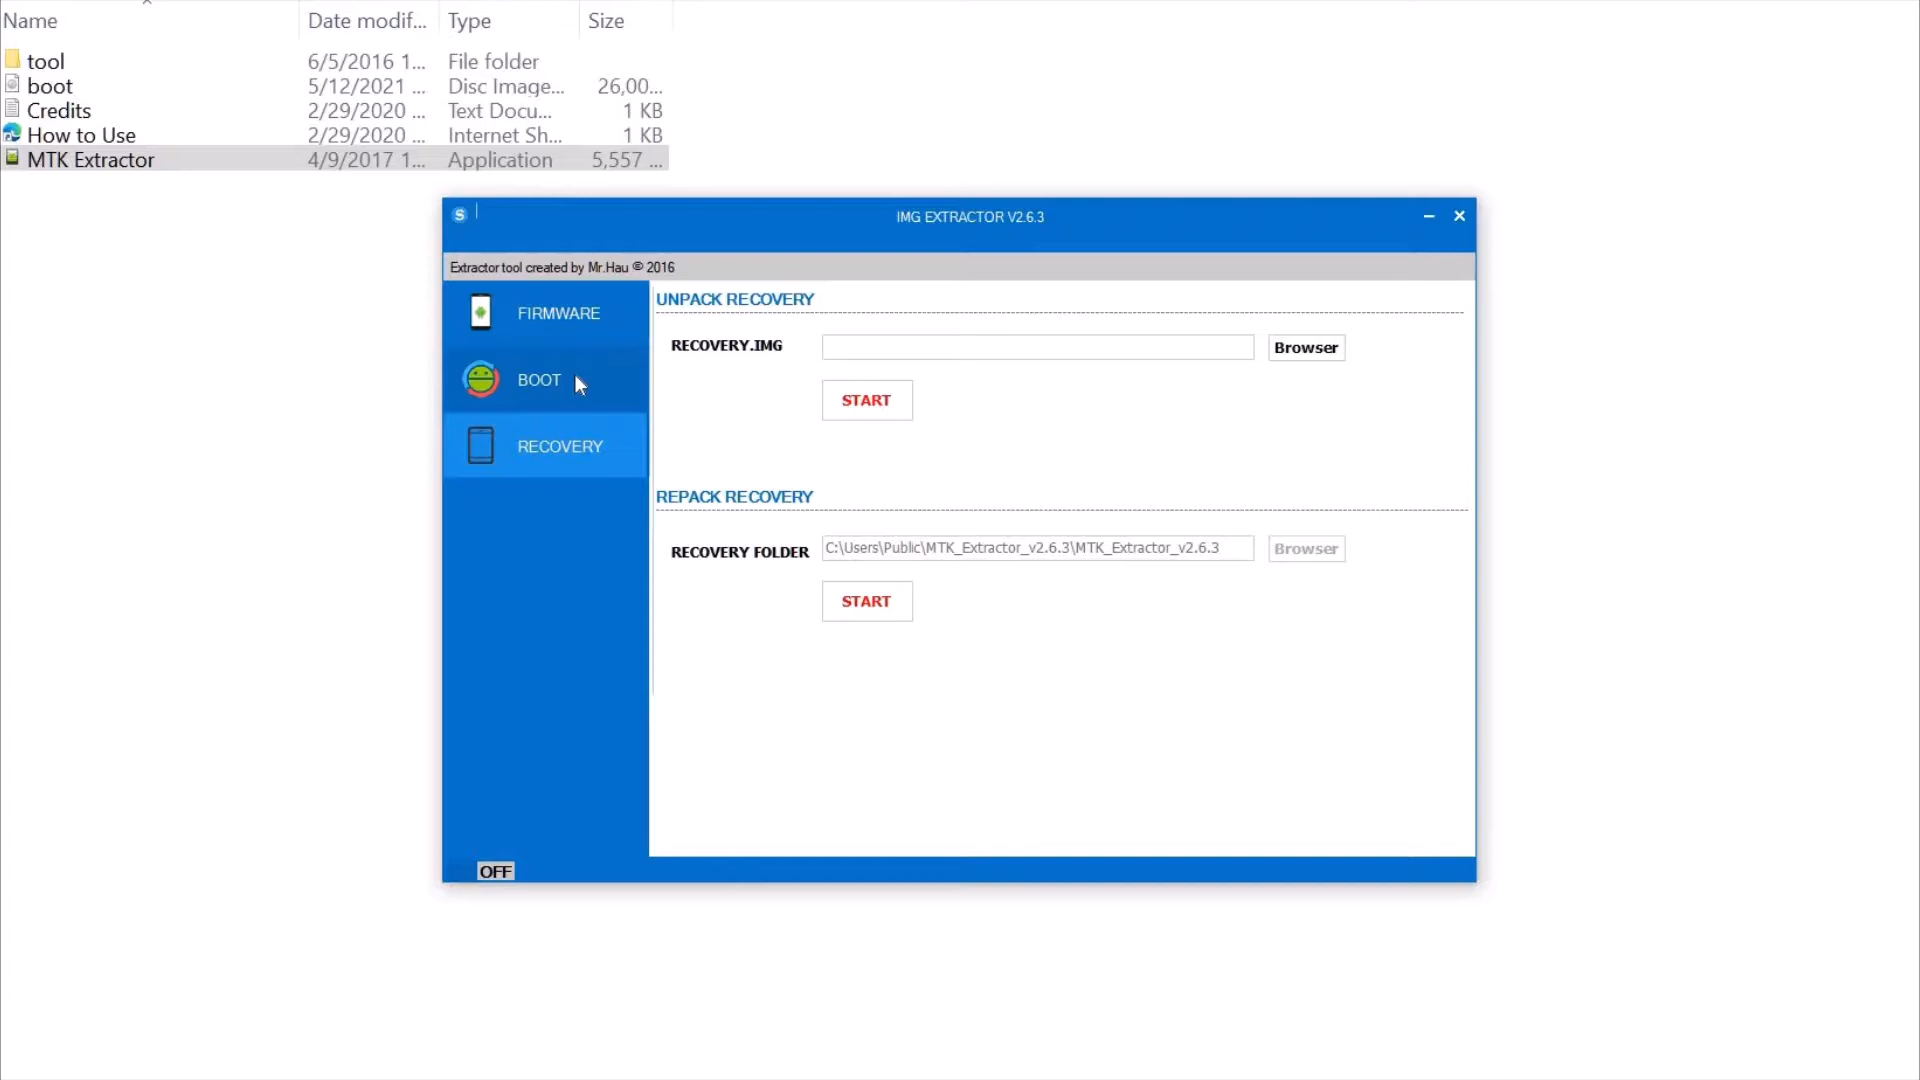 Name Date modif... Type Size
tool 6/5/2016 1... File folder
boot 5/12/2021 ... Disc Image... 26,00...
Credits 2/29/2020 ... Text Docu... 1 KB
How to Use 2/29/2020 ... Internet Sh... 1 KB
MTK Extractor 4/9/2017 1... Application 5,557 ...
S
IMG EXTRACTOR V2.6.3
Extractor tool created by Mr.Hau © 2016
FIRMWARE
BOOT
RECOVERY
UNPACK RECOVERY
RECOVERY.IMG Browser
START
REPACK RECOVERY
RECOVERY FOLDER C:\Users\Public\MTK_Extractor_v2.6.3\MTK_Extractor_v2.6.3 Browser
START
OFF